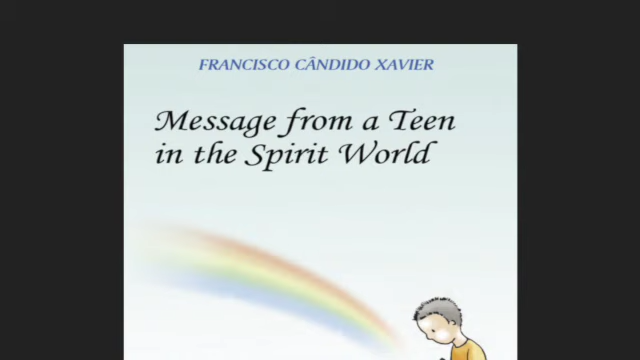 FRANCISCO CÂNDIDO XAVIER
Message from a Teen
in the Spirit World